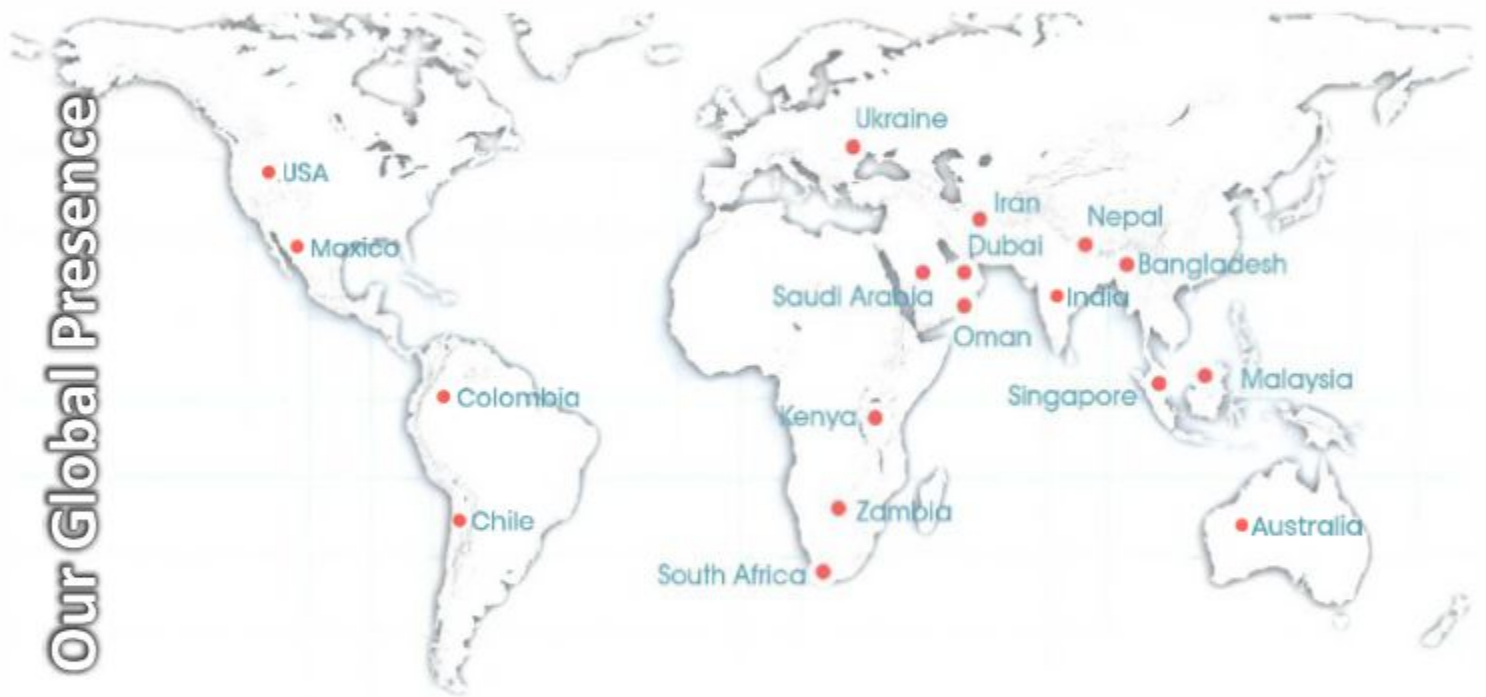 Our Global Presence
Ukraine
USA
Iran
Nepal
Mexico
Dubai
Bangladesh
Saudi Arabia
India
Oman
Singapore
Malaysia
Colombia
Kenya
Zambia
Chile
Australia
South Africa